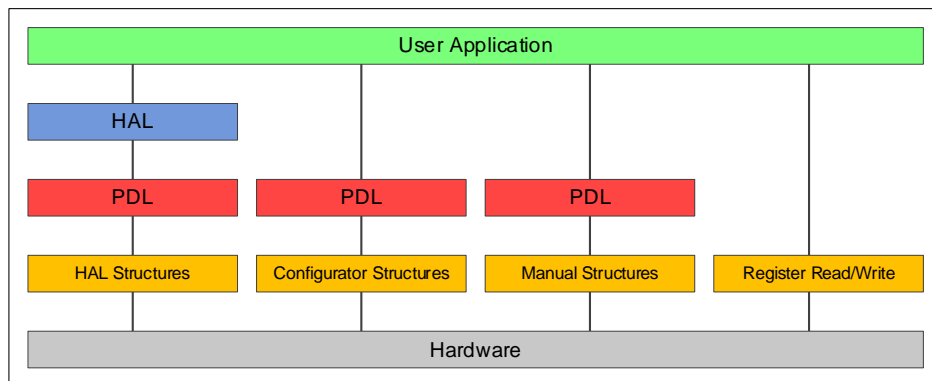 User Application
HAL
PDL
PDL
PDL
HAL Structures
Configurator Structures
Manual Structures
Register Read/Write
Hardware